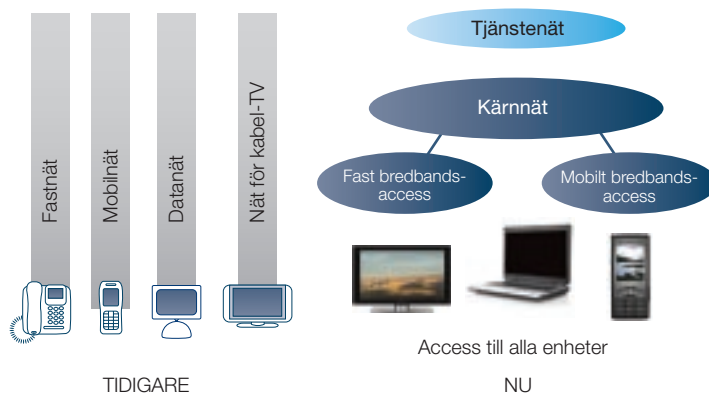 Fastnät
Mobilnät
Datanät
Nät för kabel-TV
TIDIGARE
Tjänstenät
Kärnnät
Fast bredbands-
access
Mobilt bredbands-
access
Access till alla enheter
NU